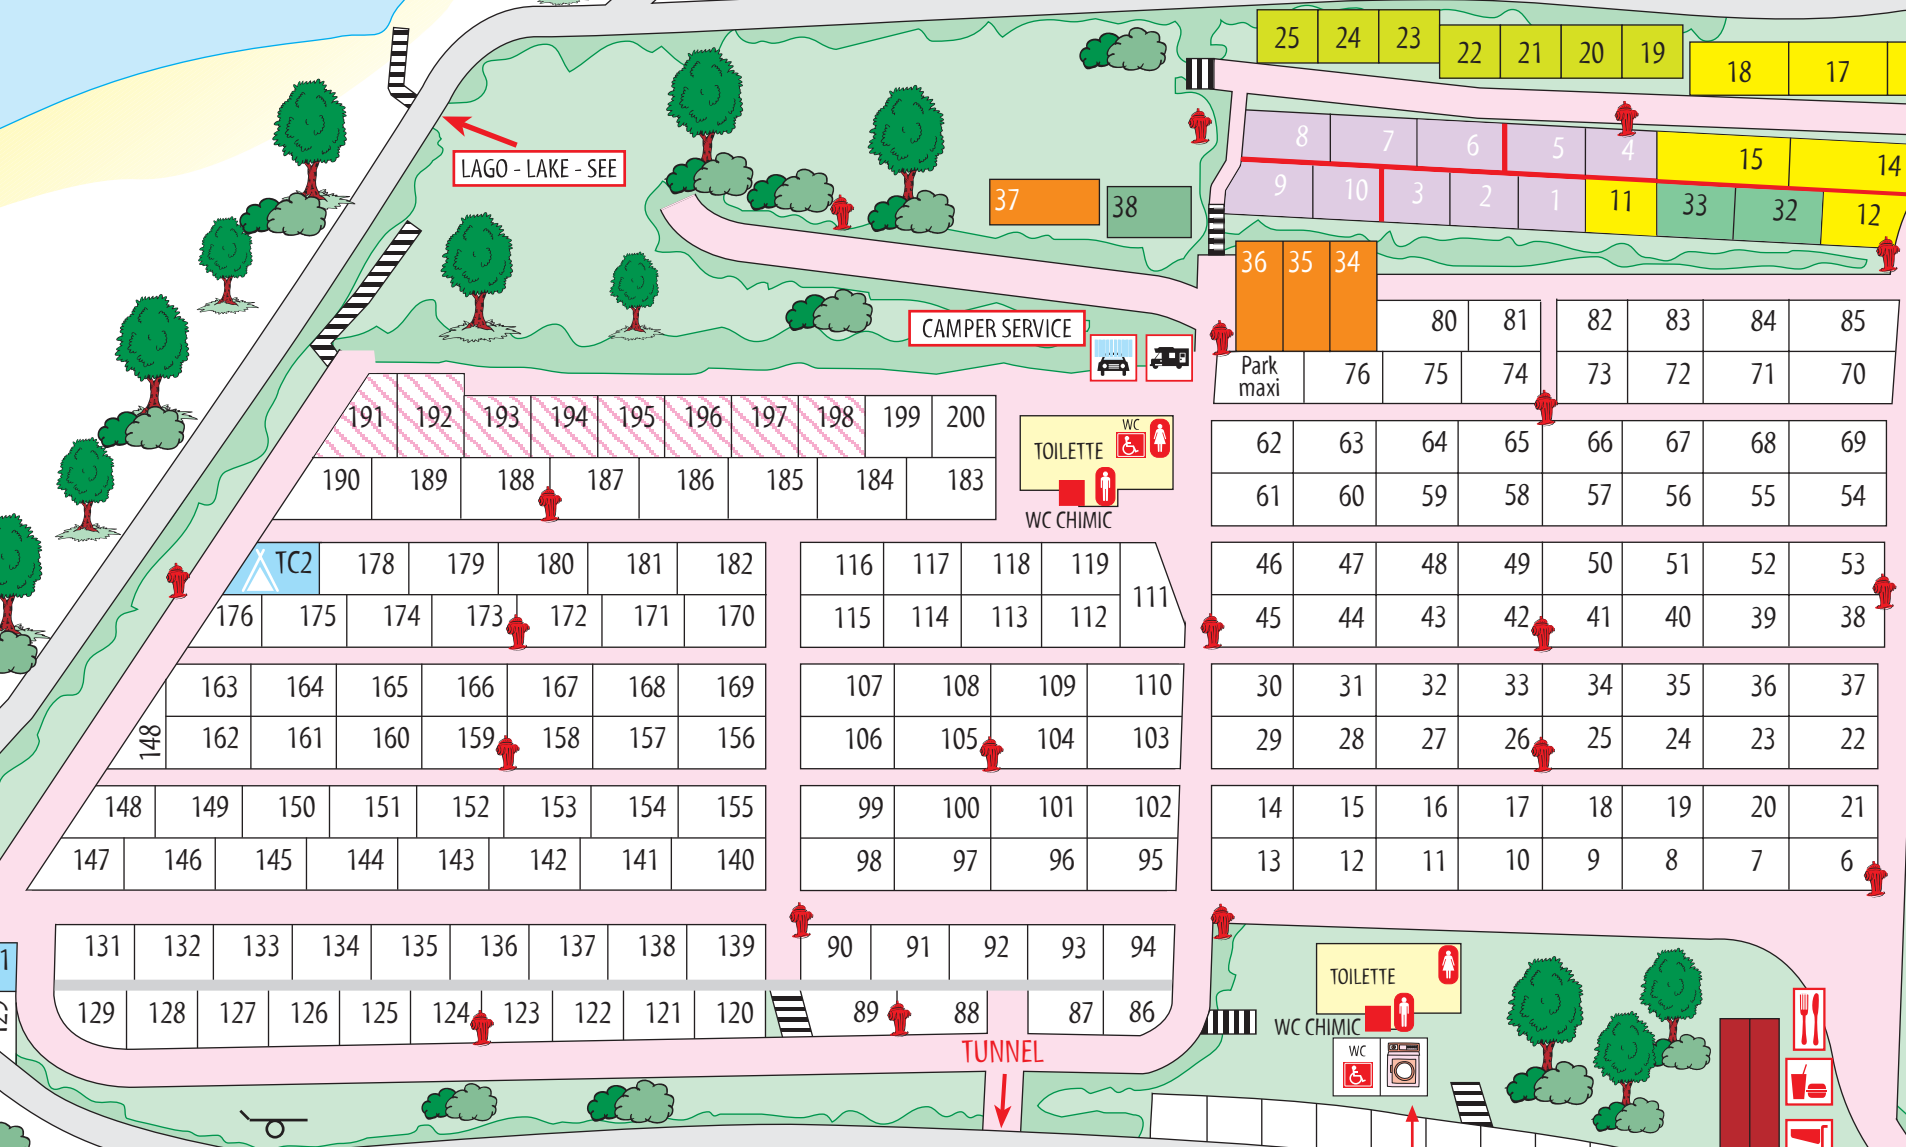 25 24 23 22 21 20 19 18 17
LAGO - LAKE - SEE
8 7 6 5 4 15 14
9 10 3 2 1 11 33 32 12
37 38
36 35 34
CAMPER SERVICE
80 81 82 83 84 85
Park
maxi
76 75 74 73 72 71 70
191 192 193 194 195 196 197 198 199 200
190 189 188 187 186 185 184 183
WC
TOILETTE
WC CHIMIC
62 63 64 65 66 67 68 69
61 60 59 58 57 56 55 54
TC2 178 179 180 181 182
176 175 174 173 172 171 170
116 117 118 119
111
115 114 113 112
46 47 48 49 50 51 52 53
45 44 43 42 41 40 39 38
163 164 165 166 167 168 169
148
162 161 160 159 158 157 156
107 108 109 110
106 105 104 103
30 31 32 33 34 35 36 37
29 28 27 26 25 24 23 22
148 149 150 151 152 153 154 155
147 146 145 144 143 142 141 140
99 100 101 102
98 97 96 95
14 15 16 17 18 19 20 21
13 12 11 10 9 8 7 6
131 132 133 134 135 136 137 138 139
90 91 92 93 94
1
129 128 127 126 125 124 123 122 121 120
89 88 87 86
TUNNEL
TOILETTE
WC CHIMIC
WC